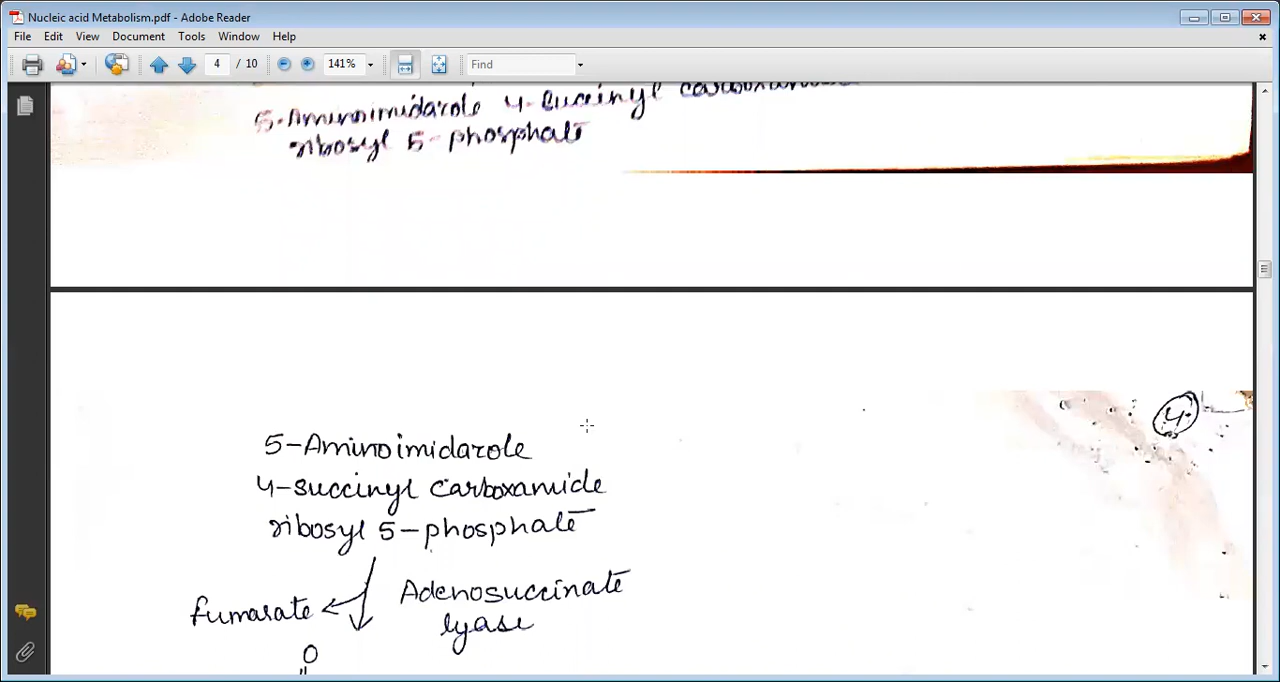 Nucleic acid Metabolism.pdf - Adobe Reader
File Edit View Document Tools Window Help
4 / 10 141% Find
5-Aminoimidazole 4-succinyl
ribosyl 5-phosphate
4
5-Aminoimidazole
4-succinyl carboxamide
ribosyl 5-phosphate
fumarate Adenosuccinate
lyase
O